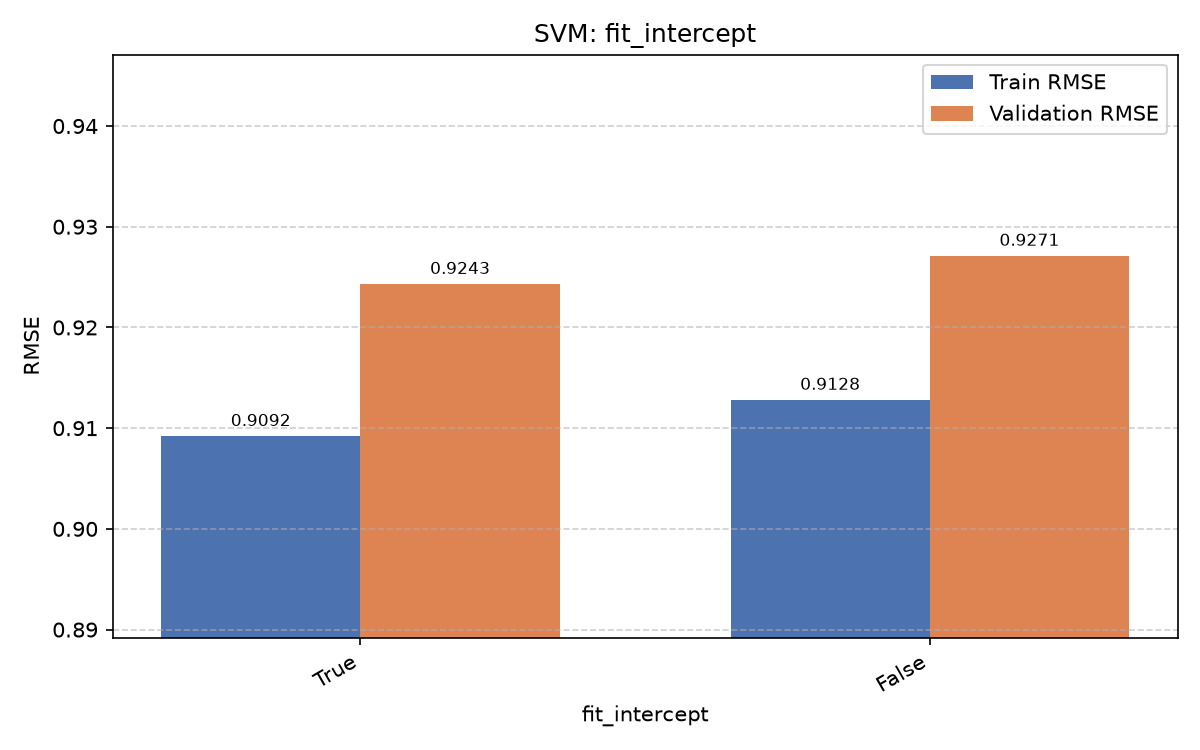 SVM: fit_intercept
Train RMSE
Validation RMSE
0.94
0.93
0.92
0.91
0.90
0.89
RMSE
0.9092
0.9243
0.9128
0.9271
True
False
fit_intercept